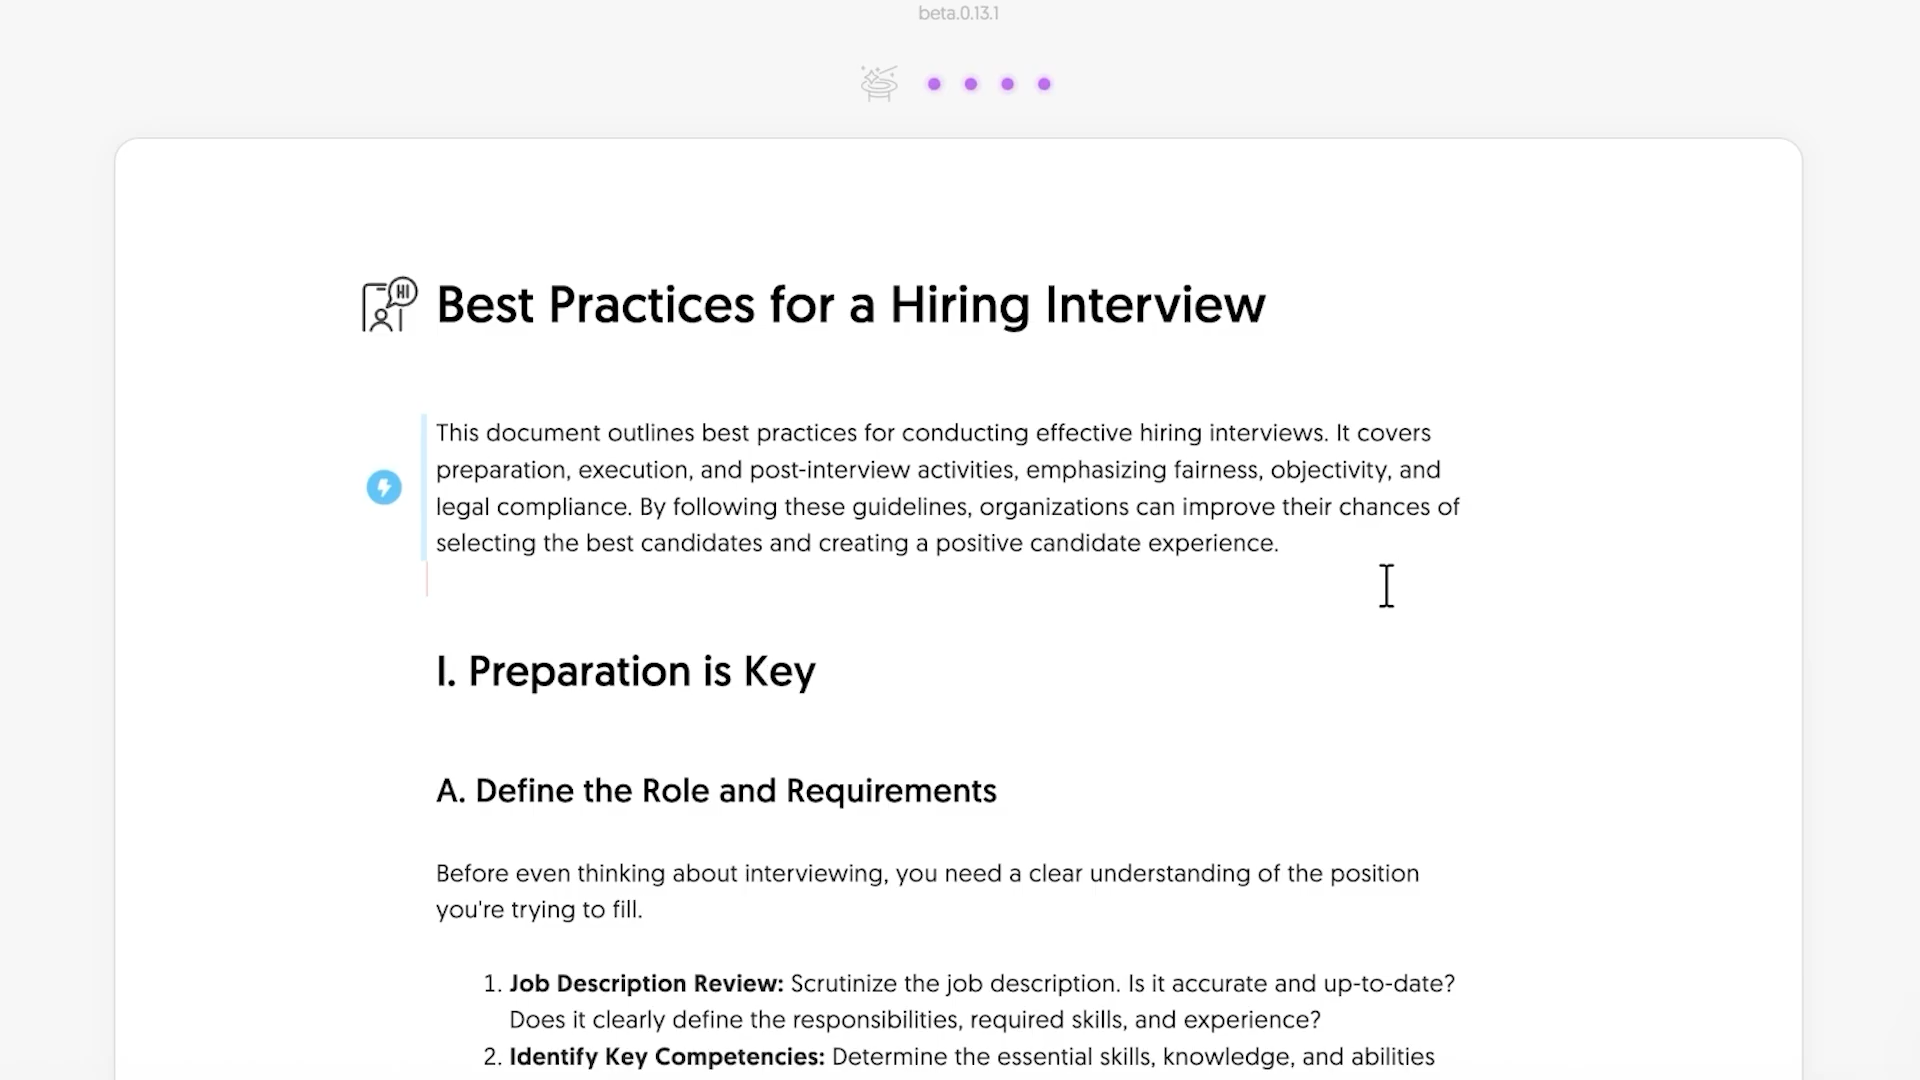 beta.0.13.1
HI
Best Practices for a Hiring Interview
This document outlines best practices for conducting effective hiring interviews. It covers
preparation, execution, and post-interview activities, emphasizing fairness, objectivity, and
legal compliance. By following these guidelines, organizations can improve their chances of
selecting the best candidates and creating a positive candidate experience.
I. Preparation is Key
A. Define the Role and Requirements
Before even thinking about interviewing, you need a clear understanding of the position
you're trying to fill.
1. Job Description Review: Scrutinize the job description. Is it accurate and up-to-date?
Does it clearly define the responsibilities, required skills, and experience?
2. Identify Key Competencies: Determine the essential skills, knowledge, and abilities